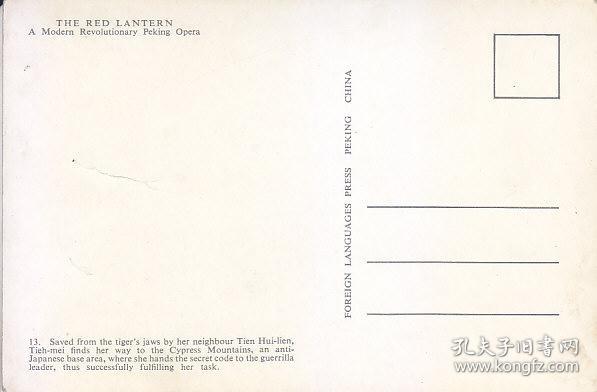 THE RED LANTERN
A Modern Revolutionary Peking Opera
FOREIGN LANGUAGES PRESS PEKING CHINA
13. Saved from the tiger's jaws by her neighbour Tien Hui-lien,
Tieh-mei finds her way to the Cypress Mountains, an anti-
Japanese base area, where she hands the secret code to the guerrilla
leader, thus successfully fulfilling her task.
孔夫子旧书网
www.kongfz.com